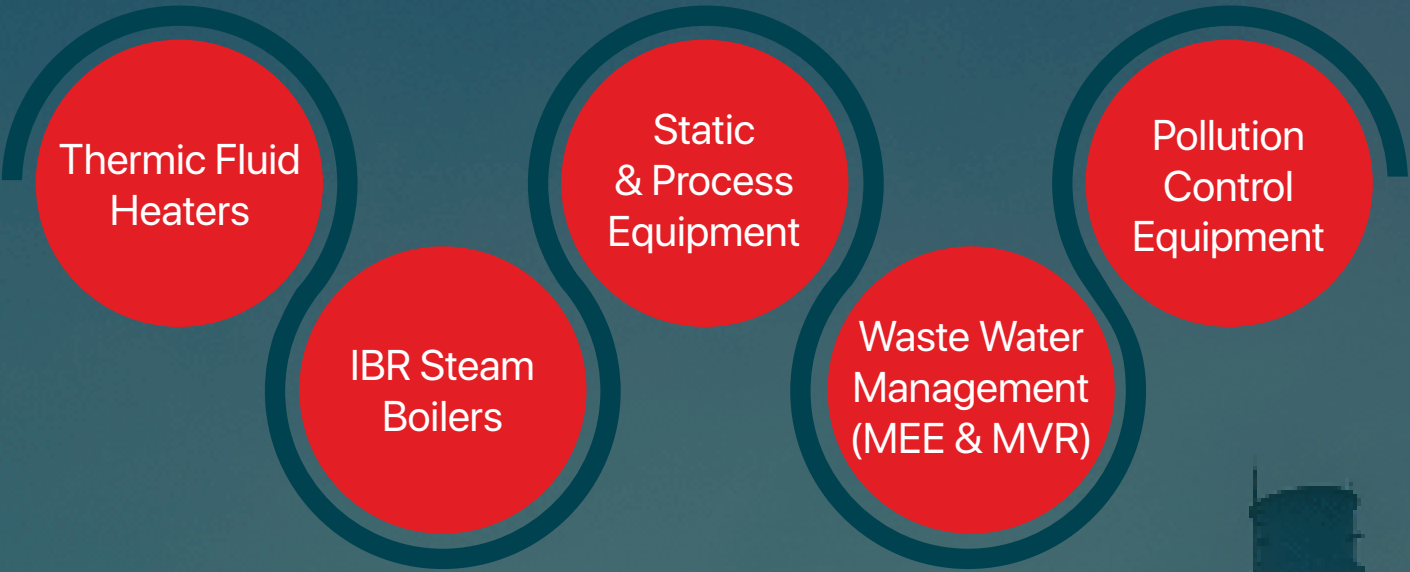 Thermic Fluid
Heaters
IBR Steam
Boilers
Static
& Process
Equipment
Waste Water
Management
(MEE & MVR)
Pollution
Control
Equipment